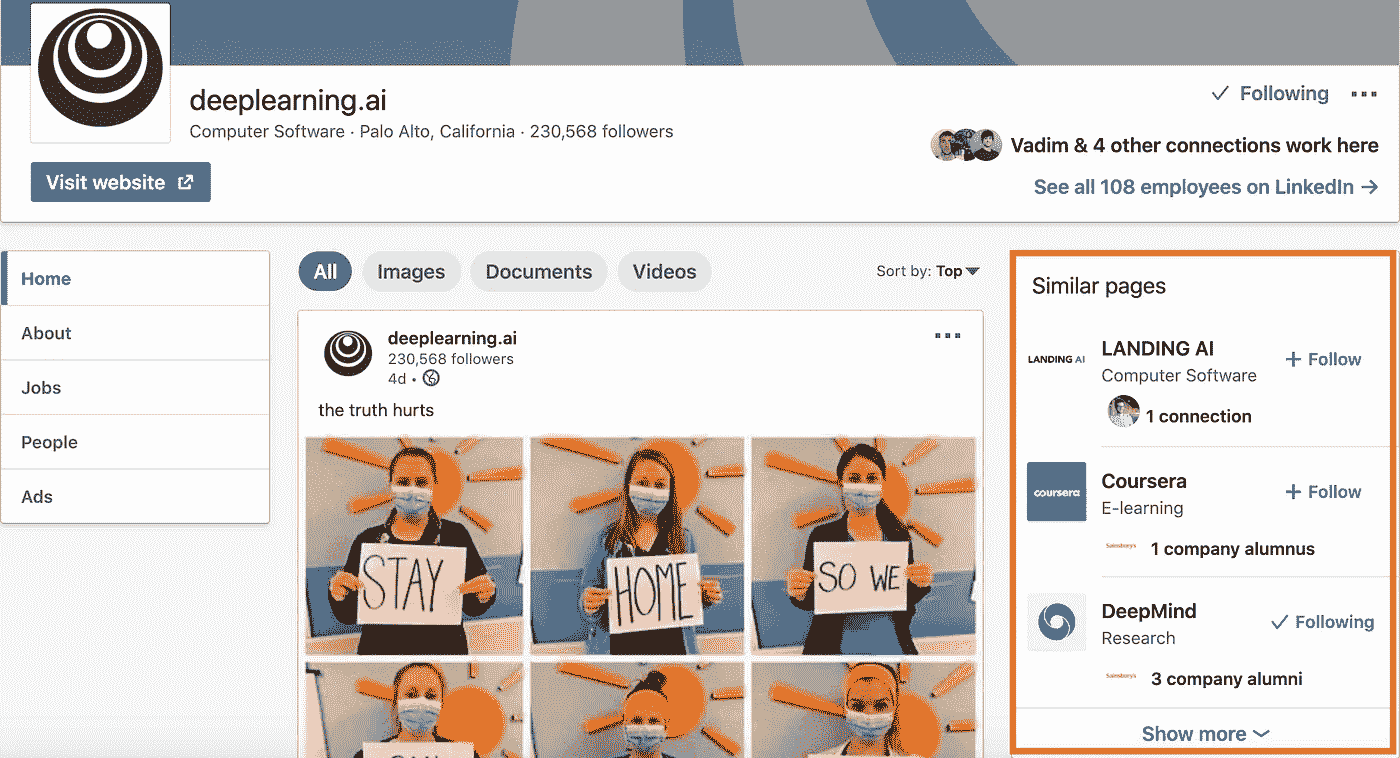 deeplearning.ai
Computer Software · Palo Alto, California · 230,568 followers
Visit website
Following
Vadim & 4 other connections work here
See all 108 employees on LinkedIn →
Home
About
Jobs
People
Ads
All
Images
Documents
Videos
Sort by: Top
deeplearning.ai
230,568 followers
4d •
the truth hurts
STAY
HOME
SO WE
Similar pages
LANDING AI
LANDING AI
Computer Software
+ Follow
1 connection
coursera
Coursera
E-learning
+ Follow
Sainsbury's
1 company alumnus
DeepMind
Research
Following
Sainsbury's
3 company alumni
Show more